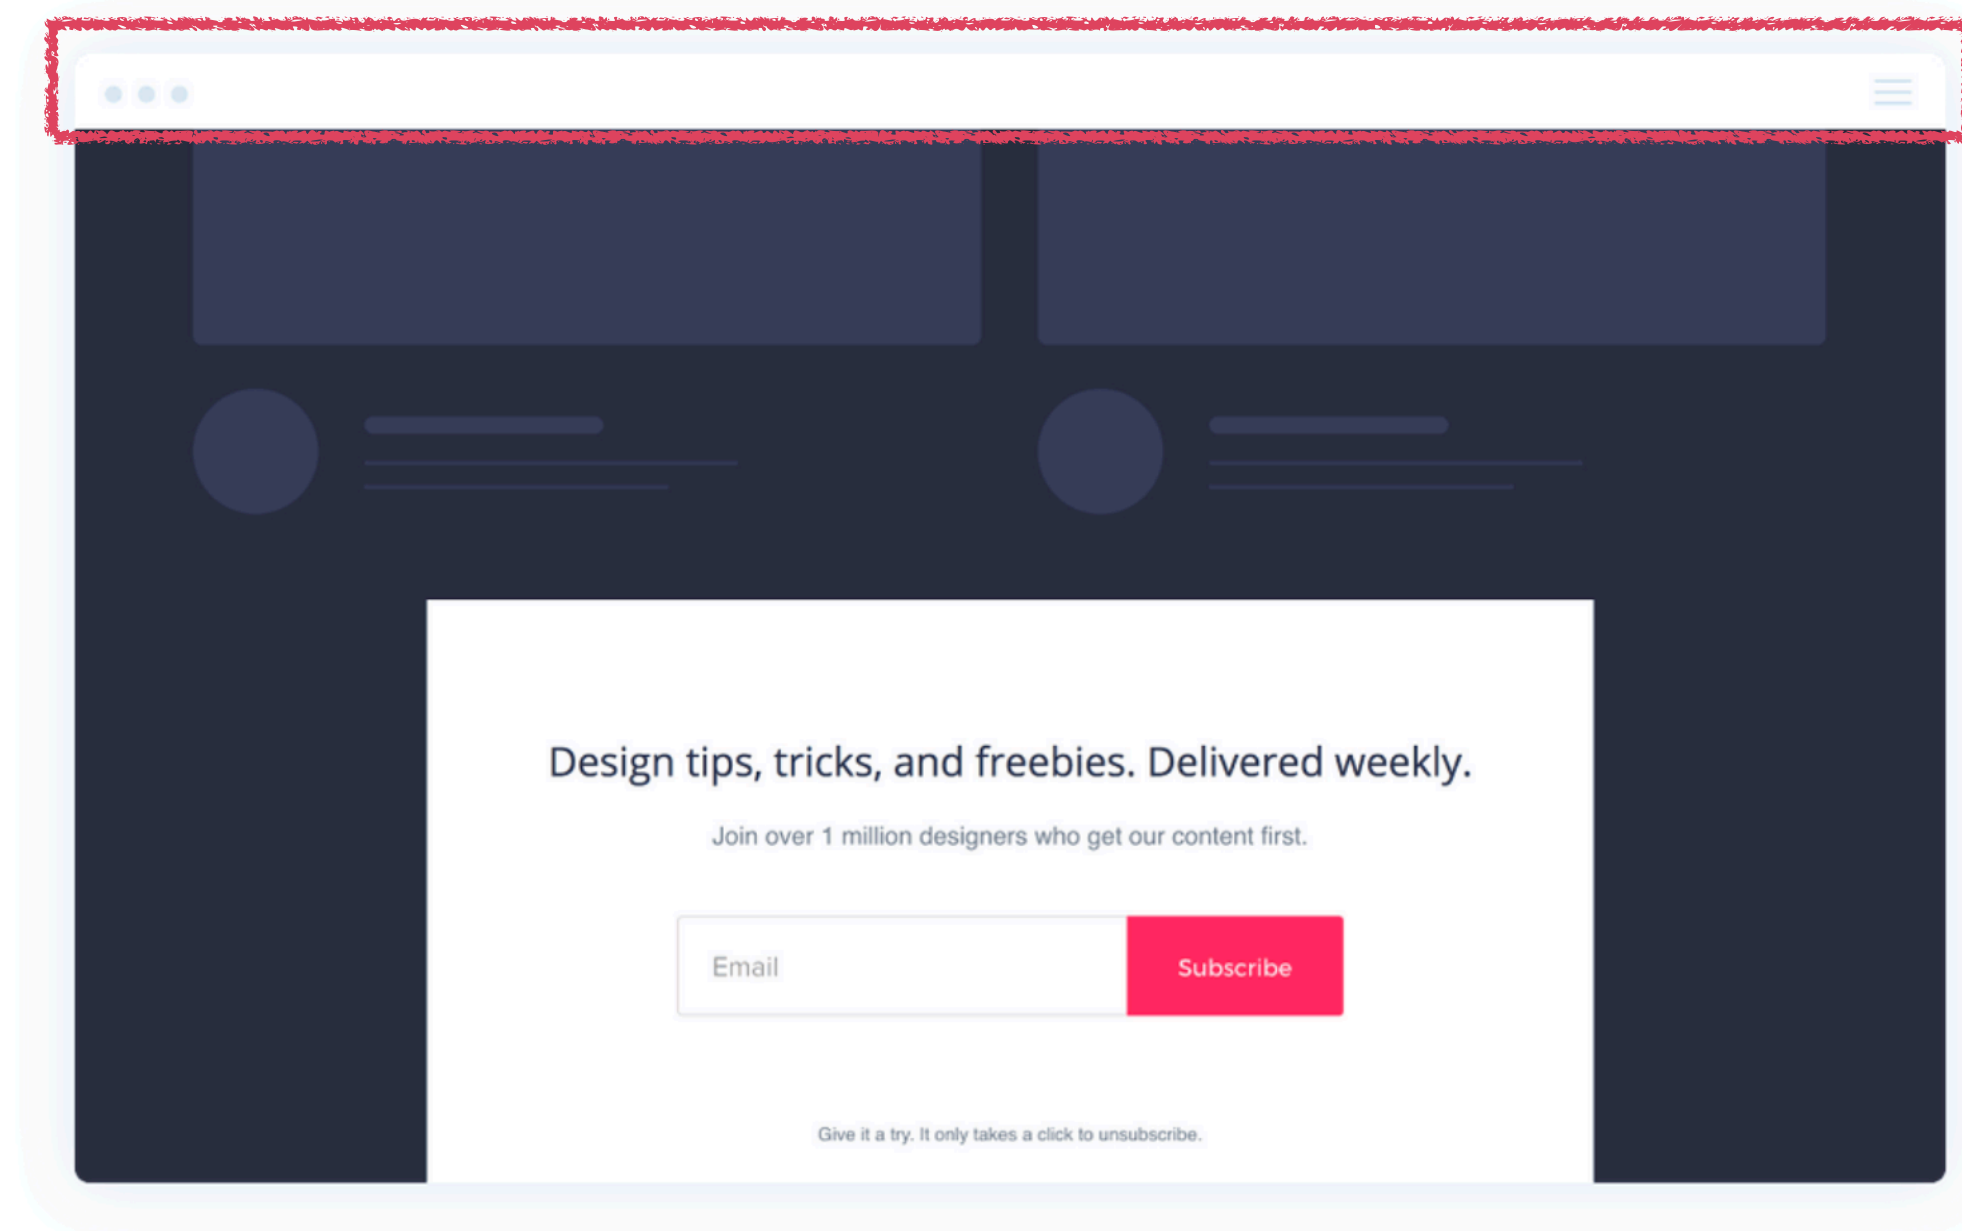 Design tips, tricks, and freebies. Delivered weekly.
Join over 1 million designers who get our content first.
Email
Subscribe
Give it a try. It only takes a click to unsubscribe.